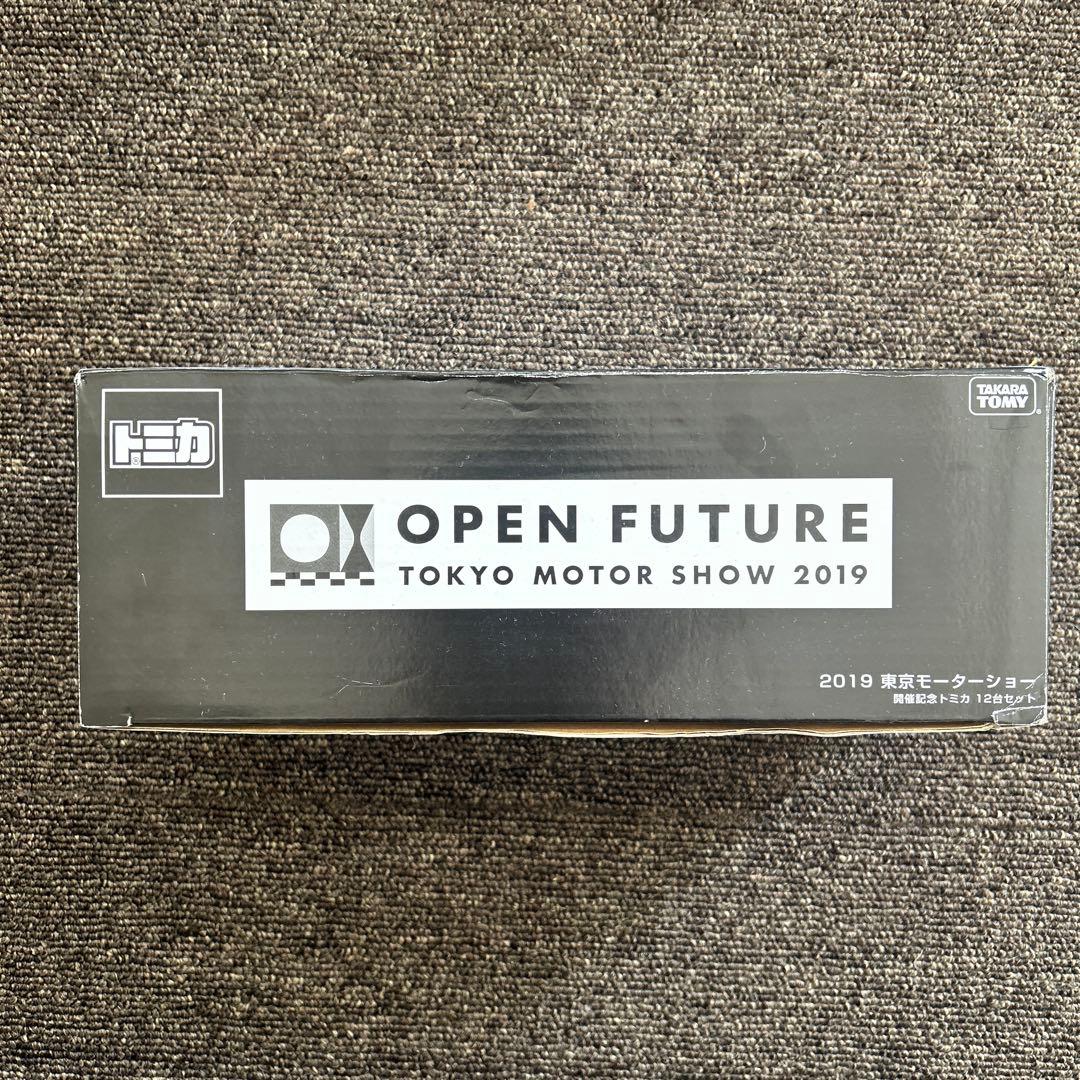 トミカ
TAKARA
TOMY
OPEN FUTURE
TOKYO MOTOR SHOW 2019
2019 東京モーターショー
開催記念トミカ 12台セット